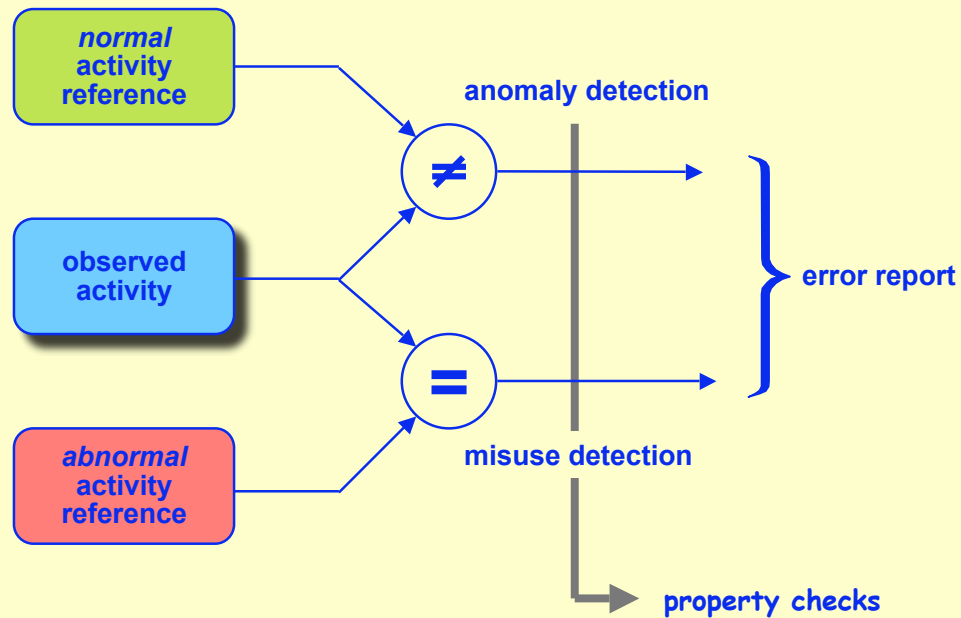 normal
activity
reference
anomaly detection
≠
observed
activity
error report
=
abnormal
activity
reference
misuse detection
property checks